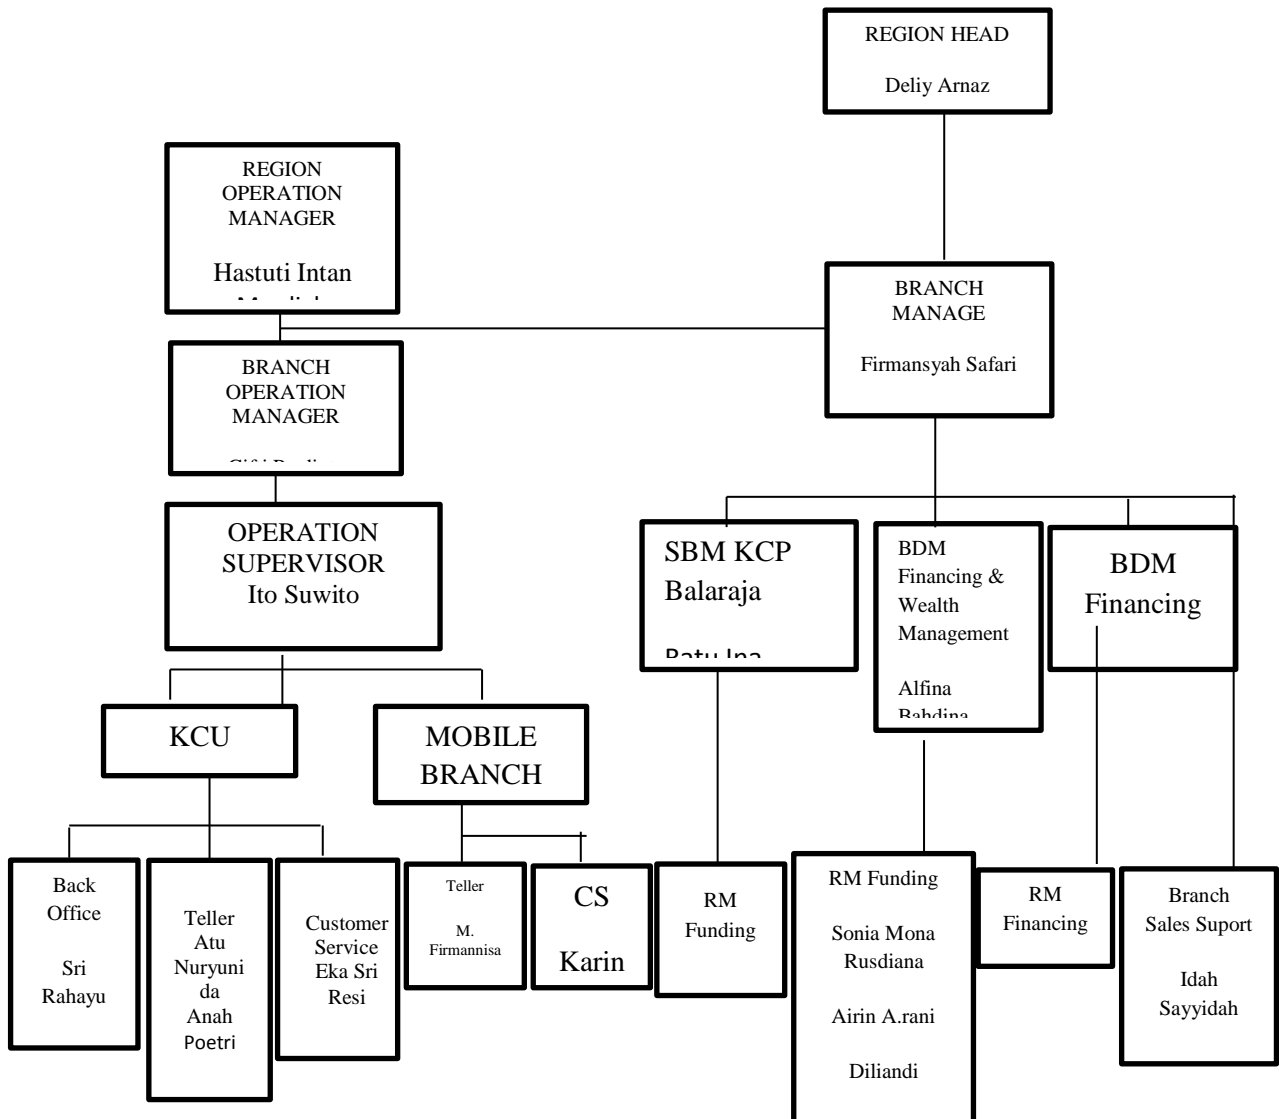 REGION HEAD
Deliy Arnaz
REGION
OPERATION
MANAGER
Hastuti Intan
BRANCH
MANAGE
Firmansyah Safari
BRANCH
OPERATION
MANAGER
OPERATION
SUPERVISOR
Ito Suwito
SBM KCP
Balaraja
Ratu Ina
BDM
Financing &
Wealth
Management
Alfina
Bahdina
BDM
Financing
KCU
MOBILE
BRANCH
Back
Office
Sri
Rahayu
Teller
Atu
Nuryuni
da
Anah
Poetri
Customer
Service
Eka Sri
Resi
Teller
M.
Firmannisa
CS
Karin
RM
Funding
RM Funding
Sonia Mona
Rusdiana
Airin A.rani
Diliandi
RM
Financing
Branch
Sales Suport
Idah
Sayyidah